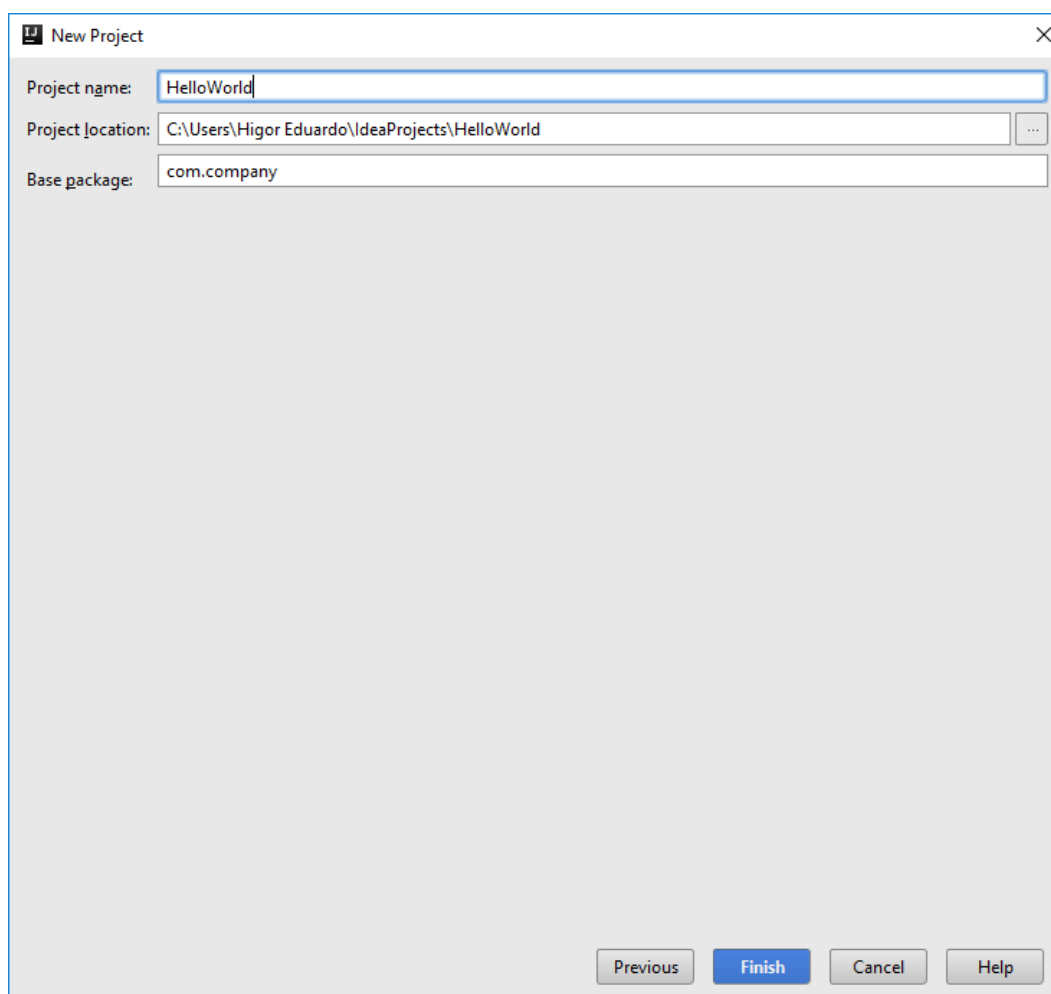 IJ New Project
Project name: HelloWorld
Project location: C:\Users\Higor Eduardo\IdeaProjects\HelloWorld ...
Base package: com.company
Previous Finish Cancel Help